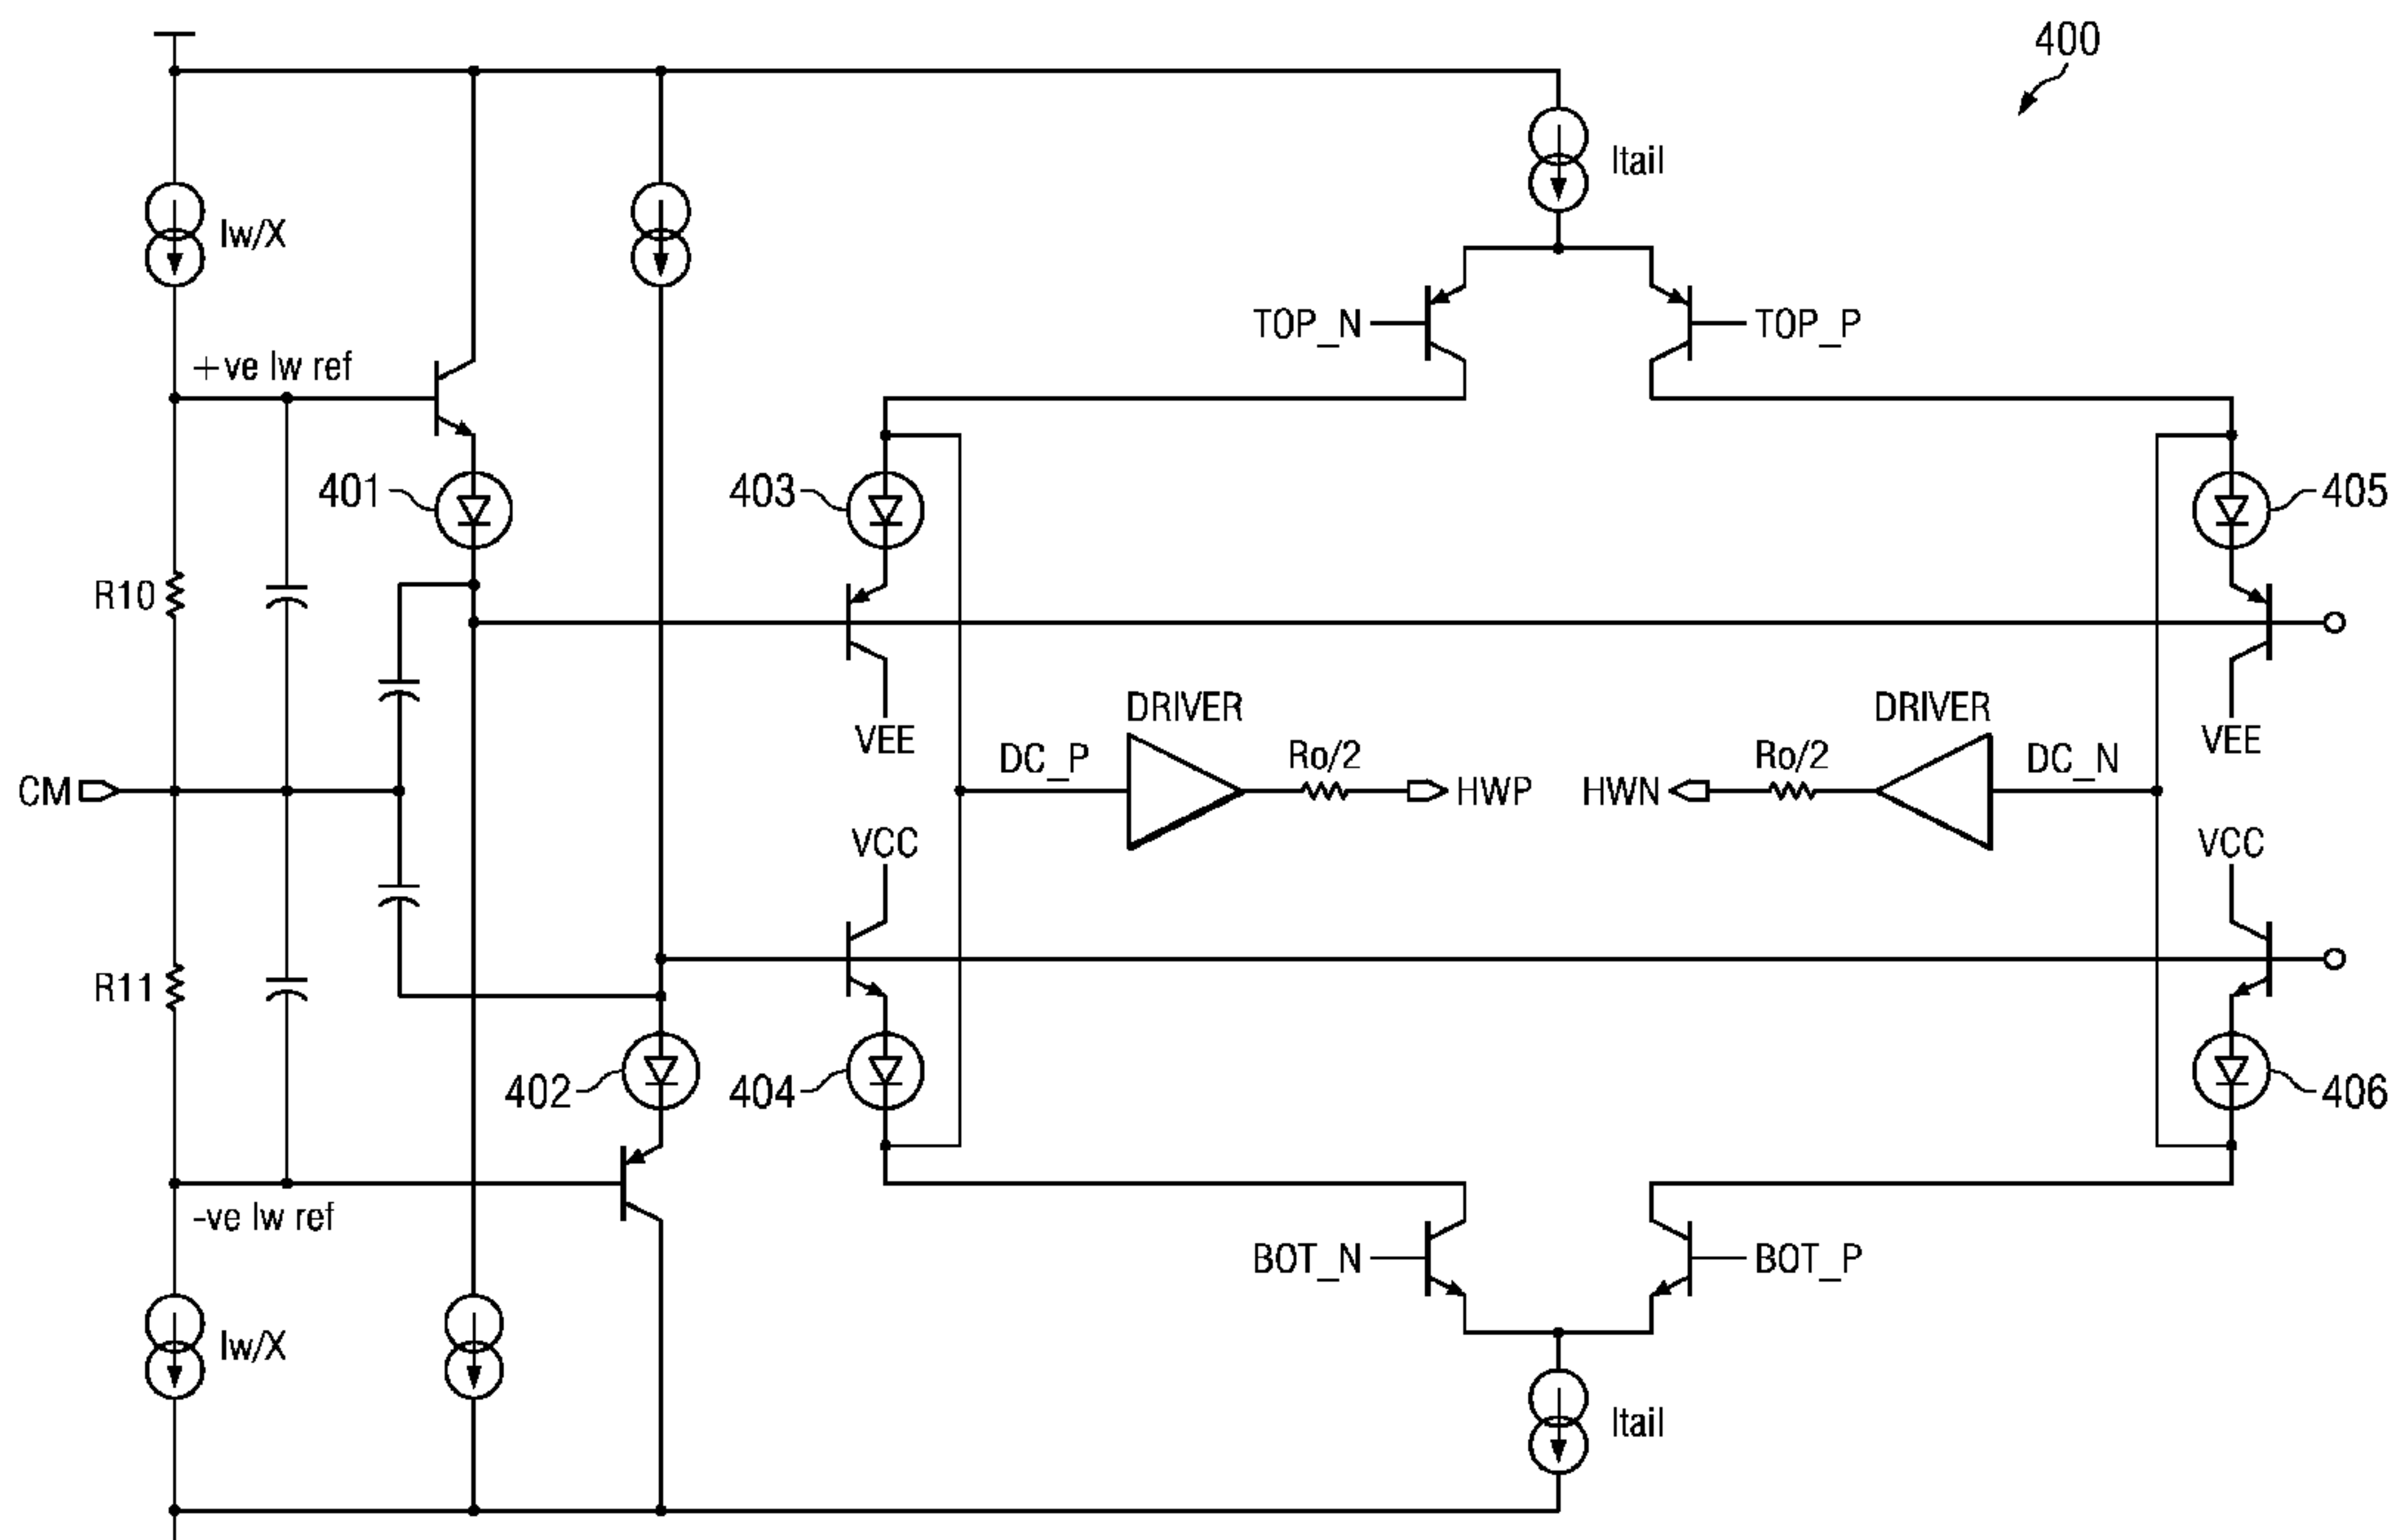 400
Itail
Iw/X
TOP_N
TOP_P
+ve Iw ref
401
403
405
R10
VEE
VEE
DRIVER
DRIVER
CM
DC_P
Ro/2
HWP
HWN
Ro/2
DC_N
VCC
VCC
R11
402
404
406
-ve Iw ref
BOT_N
BOT_P
Iw/X
Itail